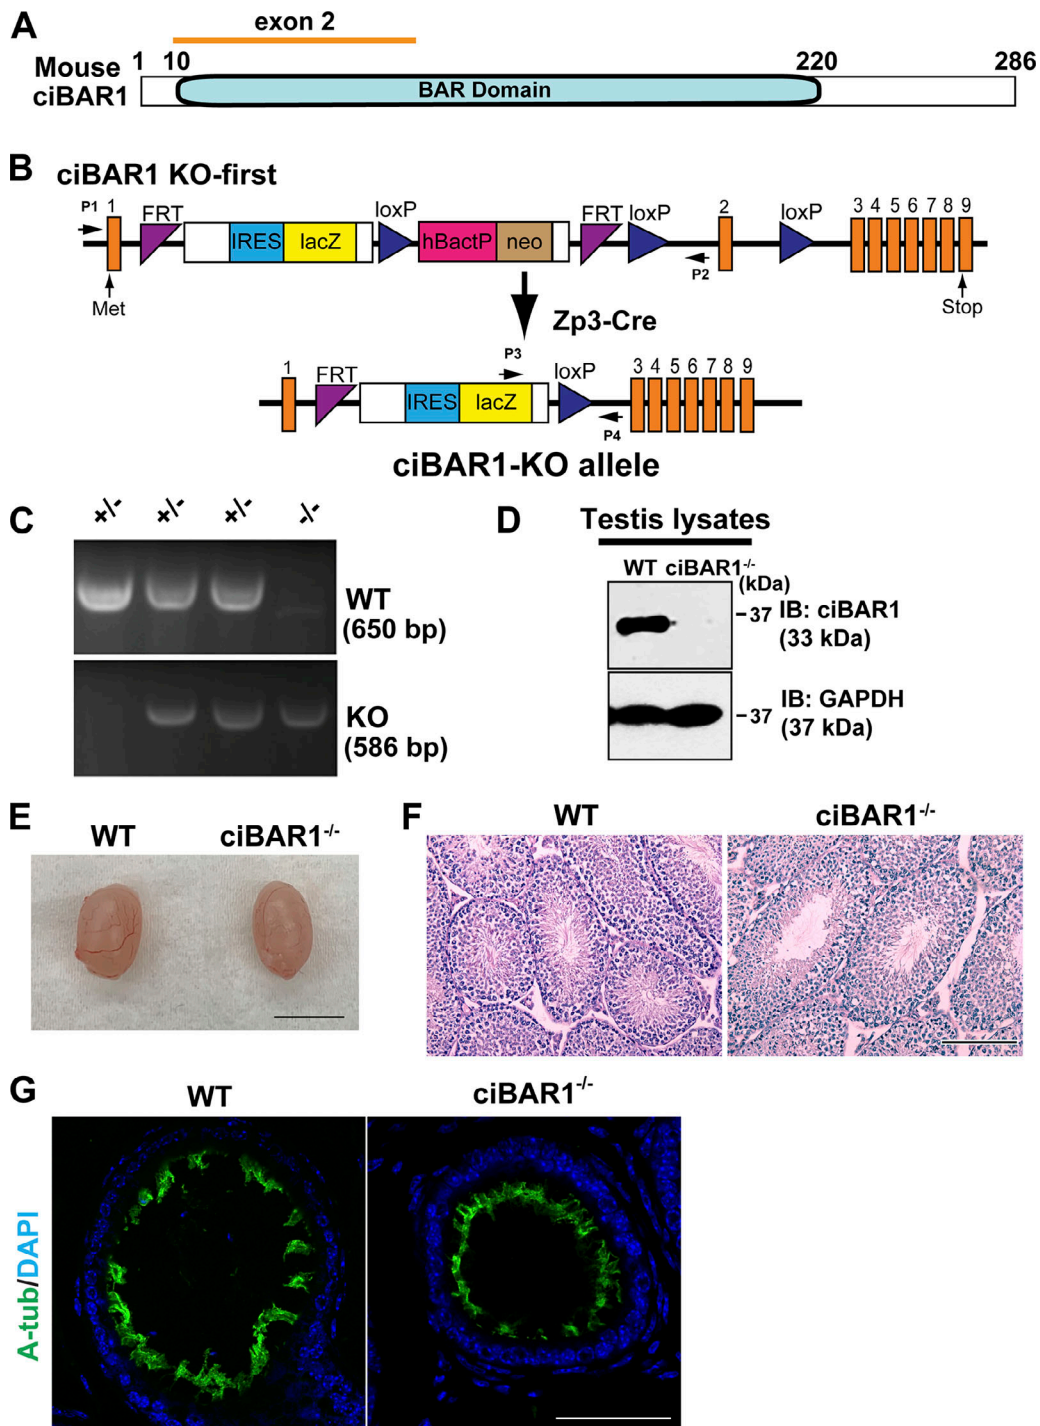 A
exon 2
1 10 220 286
Mouse
ciBAR1
BAR Domain
B
ciBAR1 KO-first
P1 1 FRT loxP FRT loxP 2 loxP 3 4 5 6 7 8 9
IRES lacZ hBactP neo
P2
Met Stop
Zp3-Cre
P3
1 FRT loxP 3 4 5 6 7 8 9
IRES lacZ
P4
ciBAR1-KO allele
C
+/- +/- +/- -/-
WT
(650 bp)
KO
(586 bp)
D
Testis lysates
WT ciBAR1-/-
(kDa)
-37 IB: ciBAR1
(33 kDa)
-37 IB: GAPDH
(37 kDa)
E
WT ciBAR1-/-
F
WT ciBAR1-/-
G
WT ciBAR1-/-
A-tub/DAPI